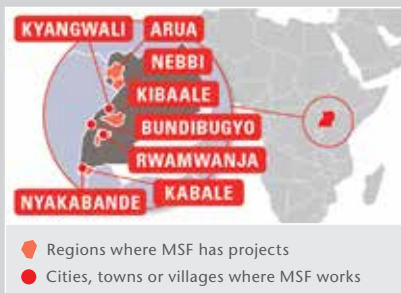 KYANGWALI ARUA
NEBBI
KIBAALE
BUNDIBUGYO
RWAMWANJA
NYAKABANDE KABALE
Regions where MSF has projects
Cities, towns or villages where MSF works